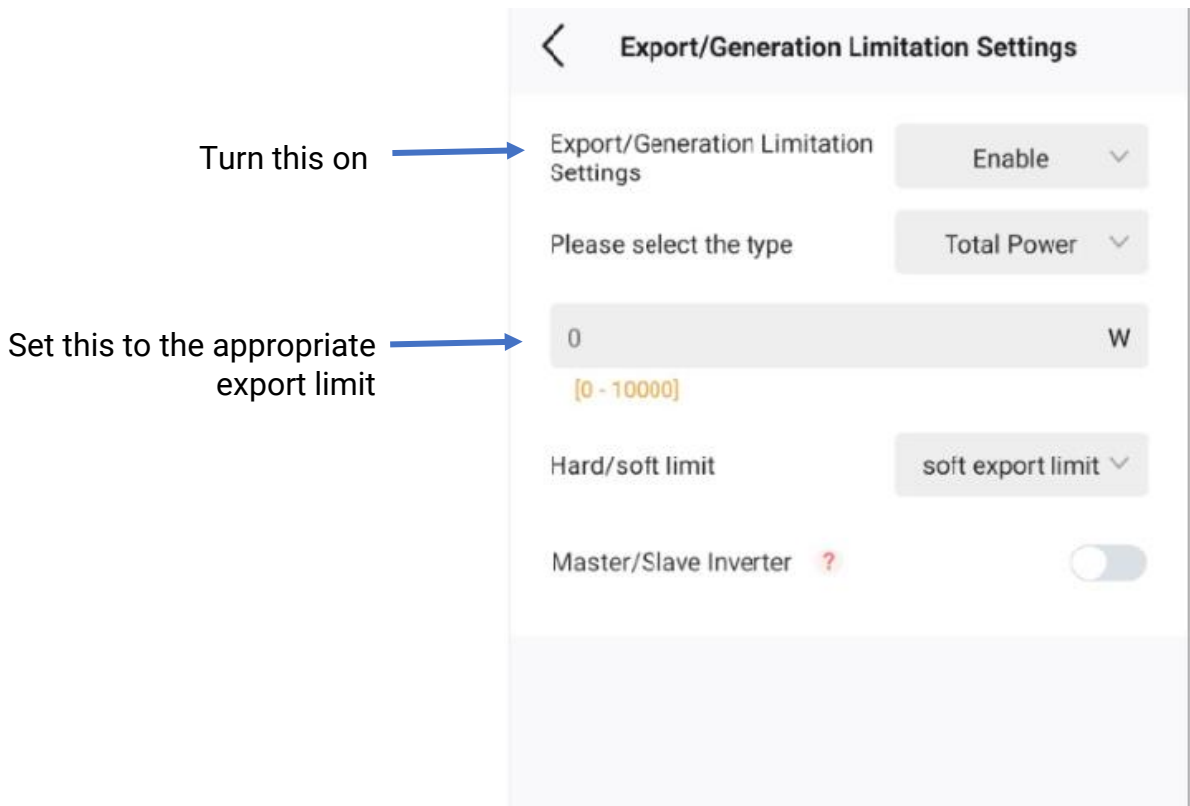 Export/Generation Limitation Settings
Turn this on
Export/Generation Limitation
Settings
Enable
Please select the type
Total Power
Set this to the appropriate
export limit
0
W
[0 - 10000]
Hard/soft limit
soft export limit
Master/Slave Inverter ?